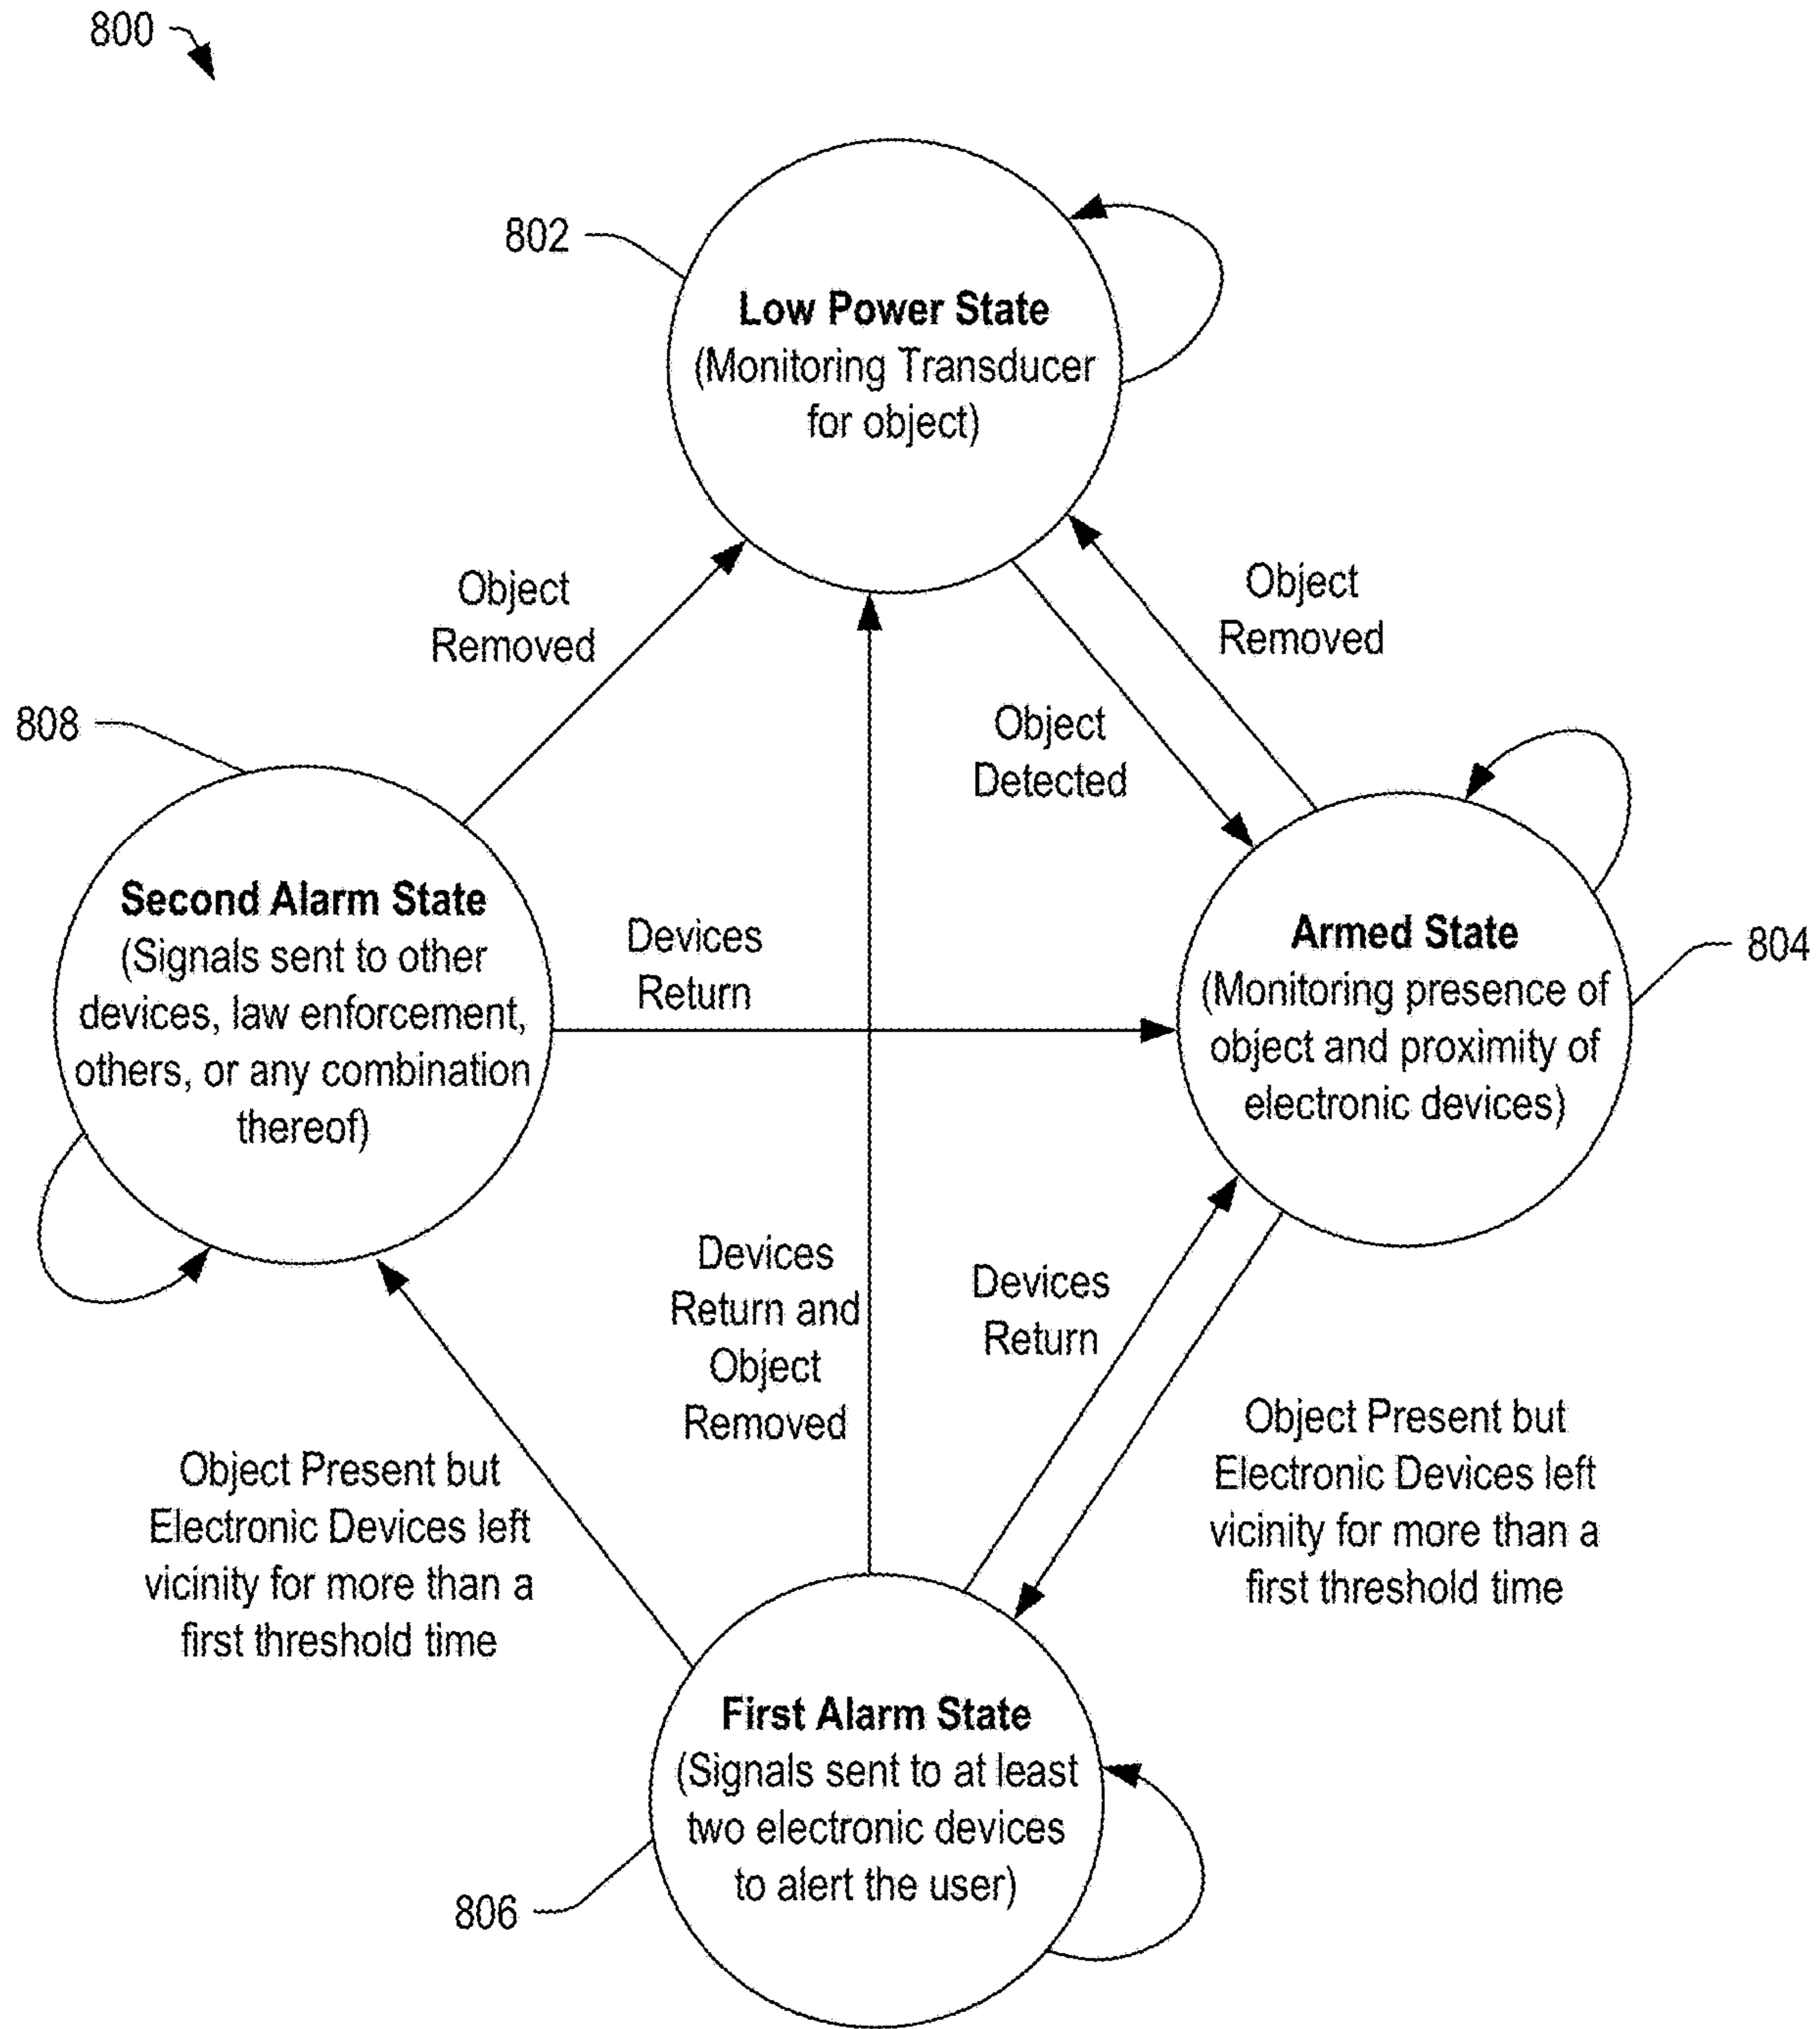 800
802
Low Power State
(Monitoring Transducer
for object)
Object
Removed
Object
Removed
Object
Detected
808
Second Alarm State
(Signals sent to other
devices, law enforcement,
others, or any combination
thereof)
Devices
Return
Armed State
(Monitoring presence of
object and proximity of
electronic devices)
804
Devices
Return and
Object
Removed
Devices
Return
Object Present but
Electronic Devices left
vicinity for more than a
first threshold time
Object Present but
Electronic Devices left
vicinity for more than a
first threshold time
First Alarm State
(Signals sent to at least
two electronic devices
to alert the user)
806